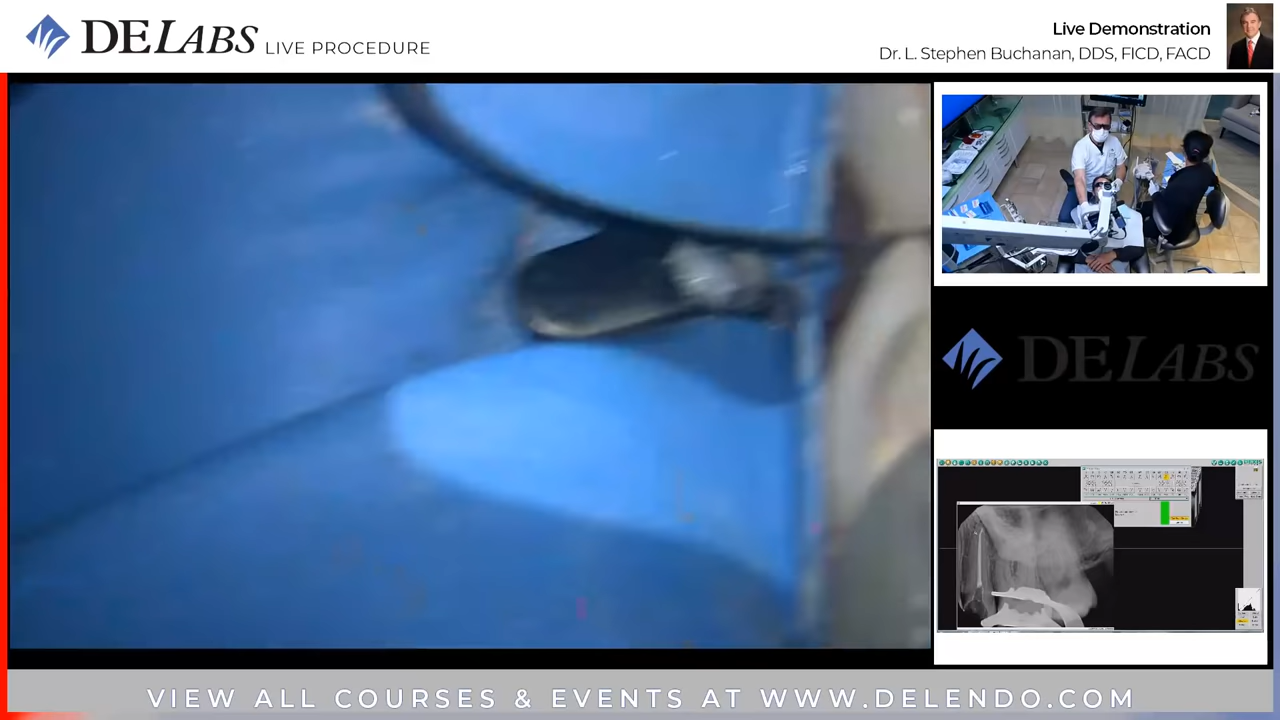 DELABS LIVE PROCEDURE
Live Demonstration
Dr. L. Stephen Buchanan, DDS, FICD, FACD
DELABS
VIEW ALL COURSES & EVENTS AT WWW.DELENDO.COM